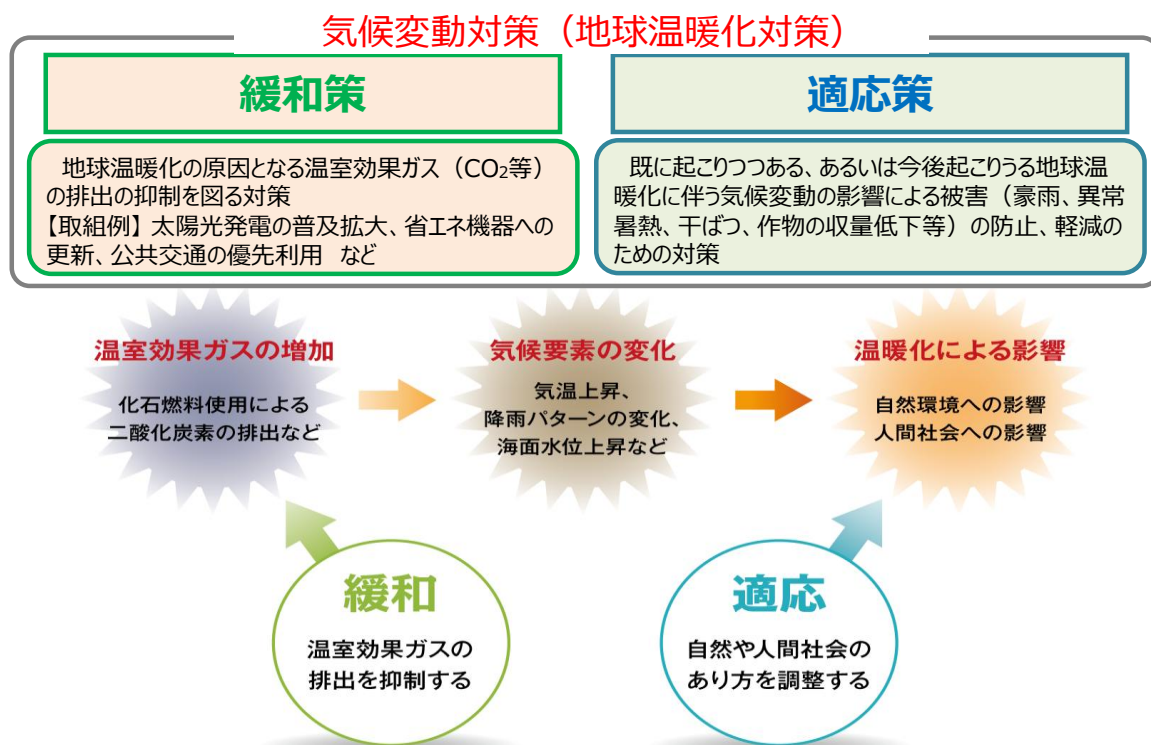 気候変動対策（地球温暖化対策）
緩和策
地球温暖化の原因となる温室効果ガス（CO₂等）
の排出の抑制を図る対策
【取組例】太陽光発電の普及拡大、省エネ機器への
更新、公共交通の優先利用 など
適応策
既に起こりつつある、あるいは今後起こりうる地球温
暖化に伴う気候変動の影響による被害（豪雨、異常
暑熱、干ばつ、作物の収量低下等）の防止、軽減の
ための対策
温室効果ガスの増加
化石燃料使用による
二酸化炭素の排出など
気候要素の変化
気温上昇、
降雨パターンの変化、
海面水位上昇など
温暖化による影響
自然環境への影響
人間社会への影響
緩和
温室効果ガスの
排出を抑制する
適応
自然や人間社会の
あり方を調整する